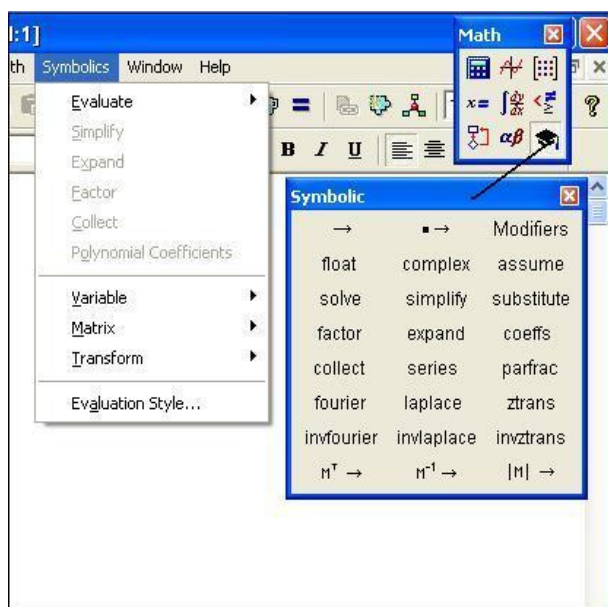 l:1]
th Symbolics Window Help
Evaluate
Simplify
Expand
Factor
Collect
Polynomial Coefficients
Variable
Matrix
Transform
Evaluation Style...
B I U
Math
x=
αβ
Symbolic
→ ■ → Modifiers
float complex assume
solve simplify substitute
factor expand coeffs
collect series parfrac
fourier laplace ztrans
invfourier invlaplace invztrans
Mᵀ → M⁻¹ → |M| →